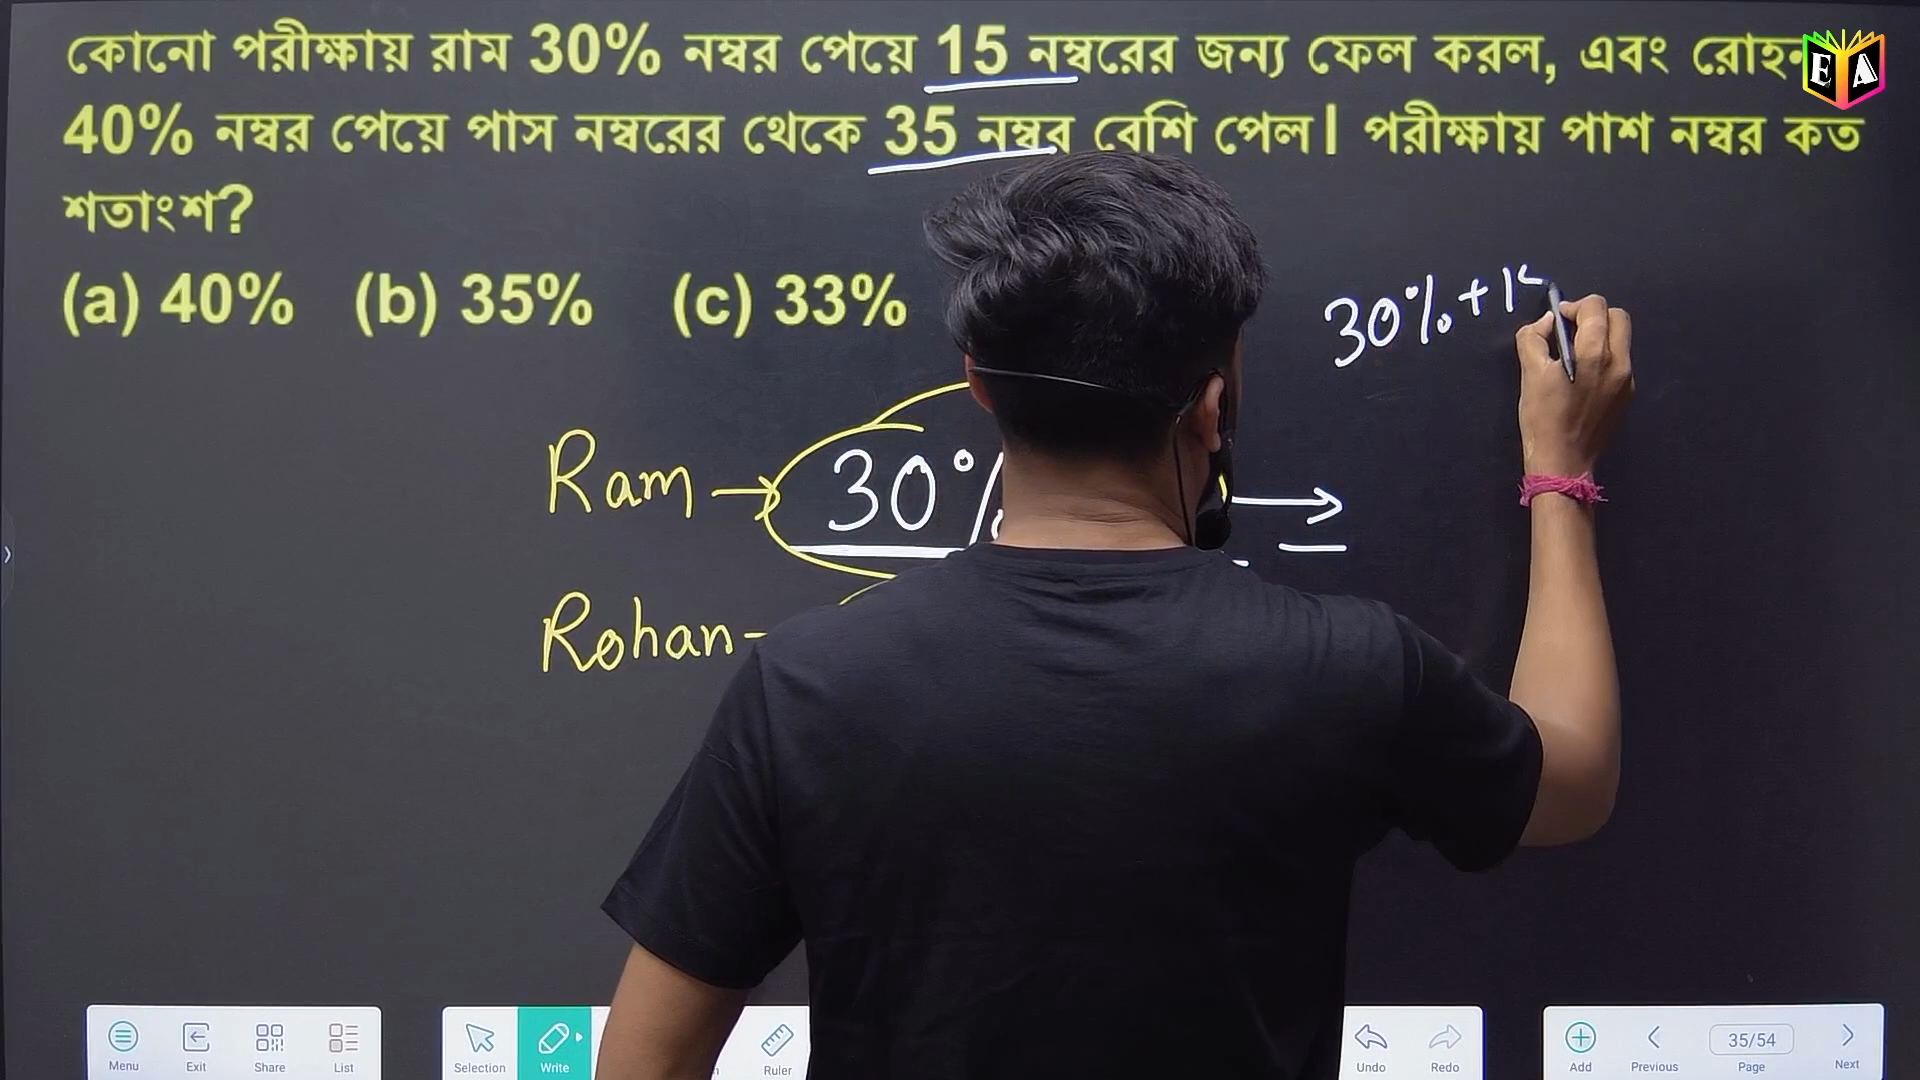 কোনো পরীক্ষায় রাম 30% নম্বর পেয়ে 15 নম্বরের জন্য ফেল করল, এবং রোহন
40% নম্বর পেয়ে পাস নম্বরের থেকে 35 নম্বর বেশি পেল। পরীক্ষায় পাশ নম্বর কত
শতাংশ?
(a) 40% (b) 35% (c) 33%
30% + 15
Ram → 30%
Rohan
EA
Menu Exit Share List Selection Write Ruler Undo Redo Add Previous 35/54 Page Next